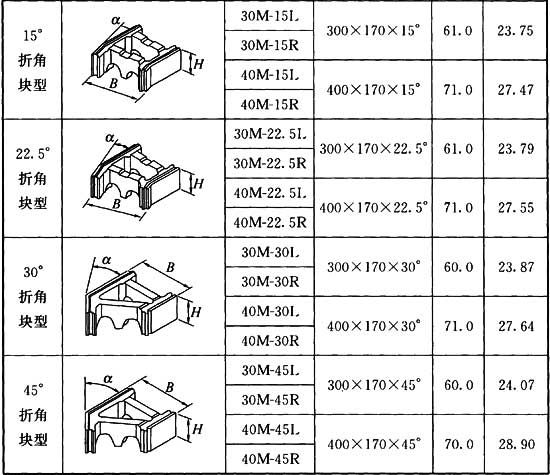 15°
折角
块型
α
H
B
30M-15L
30M-15R
300×170×15°
61.0
23.75
40M-15L
40M-15R
400×170×15°
71.0
27.47
22.5°
折角
块型
α
H
B
30M-22.5L
30M-22.5R
300×170×22.5°
61.0
23.79
40M-22.5L
40M-22.5R
400×170×22.5°
71.0
27.55
30°
折角
块型
α
B
H
30M-30L
30M-30R
300×170×30°
60.0
23.87
40M-30L
40M-30R
400×170×30°
71.0
27.64
45°
折角
块型
α
B
H
30M-45L
30M-45R
300×170×45°
60.0
24.07
40M-45L
40M-45R
400×170×45°
70.0
28.90